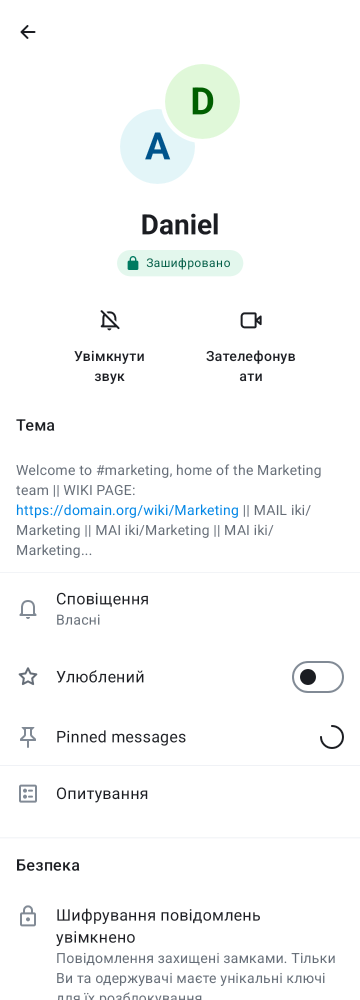 D
A
Daniel
Зашифровано
Увімкнути
звук
Зателефонув
ати
Тема
Welcome to #marketing, home of the Marketing
team || WIKI PAGE:
https://domain.org/wiki/Marketing || MAIL iki/
Marketing || MAI iki/Marketing || MAI iki/
Marketing...
Сповіщення
Власні
Улюблений
Pinned messages
Опитування
Безпека
Шифрування повідомлень
увімкнено
Повідомлення захищені замками. Тільки
Ви та одержувачі маєте унікальні ключі
для їх розблокування